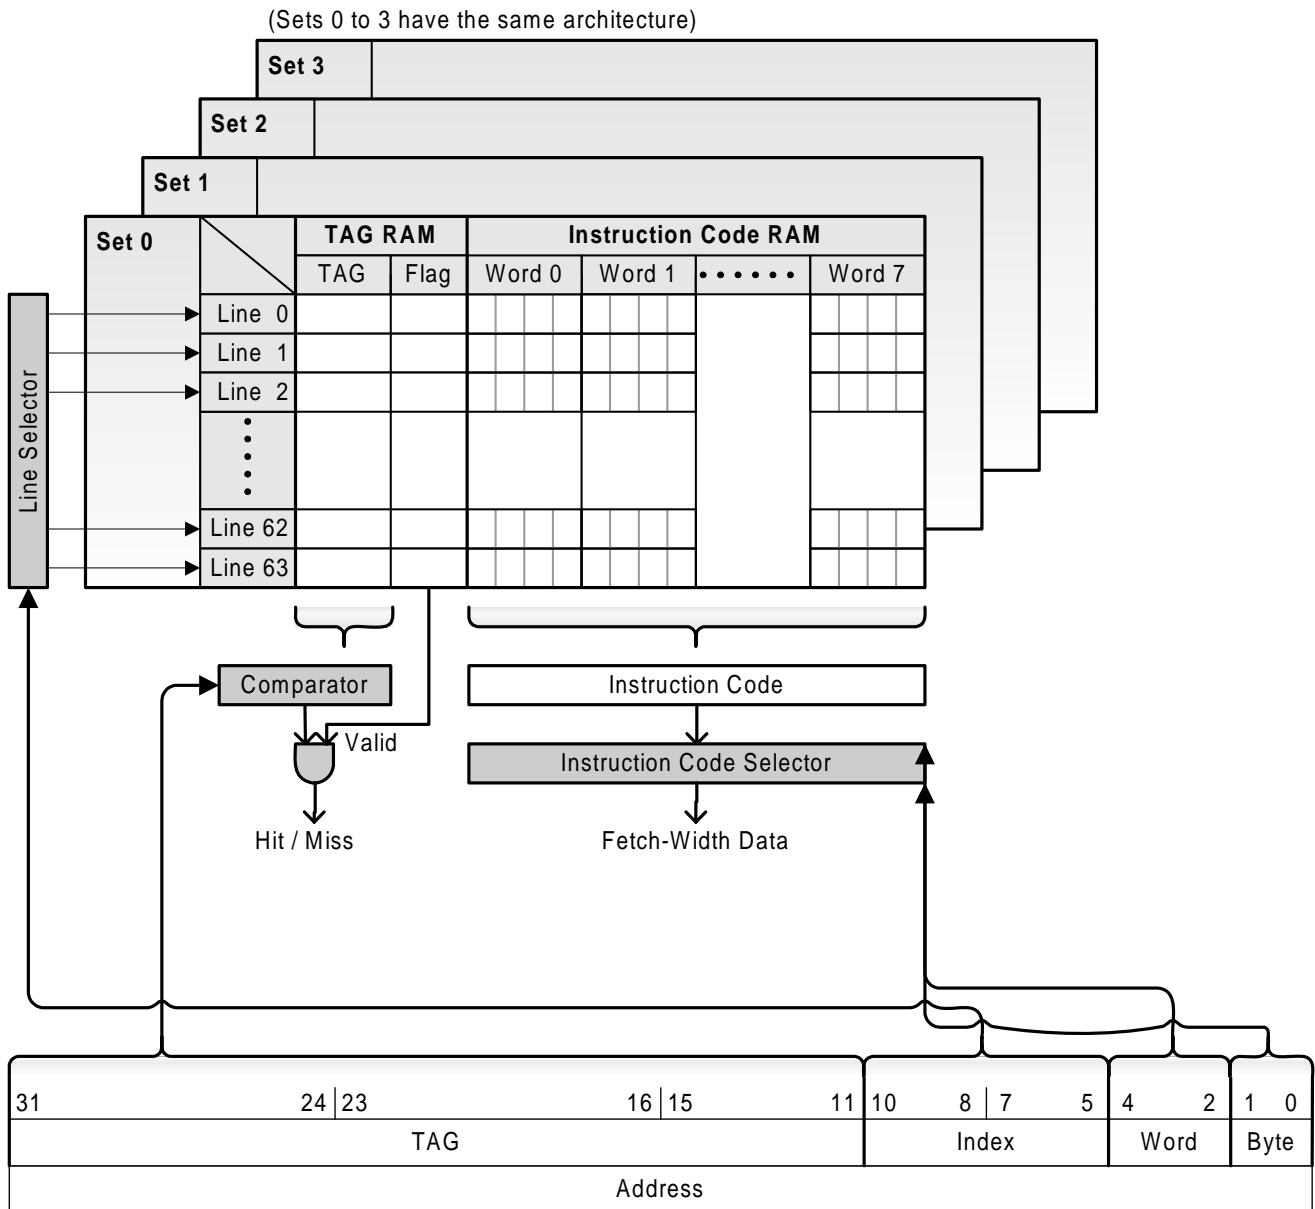 (Sets 0 to 3 have the same architecture)
Set 3
Set 2
Set 1
Set 0
TAG RAM
Instruction Code RAM
TAG
Flag
Word 0
Word 1
Word 7
Line 0
Line 1
Line 2
Line 62
Line 63
Line Selector
Comparator
Valid
Hit / Miss
Instruction Code
Instruction Code Selector
Fetch-Width Data
31 24 23 16 15 11 10 8 7 5 4 2 1 0
TAG Index Word Byte
Address